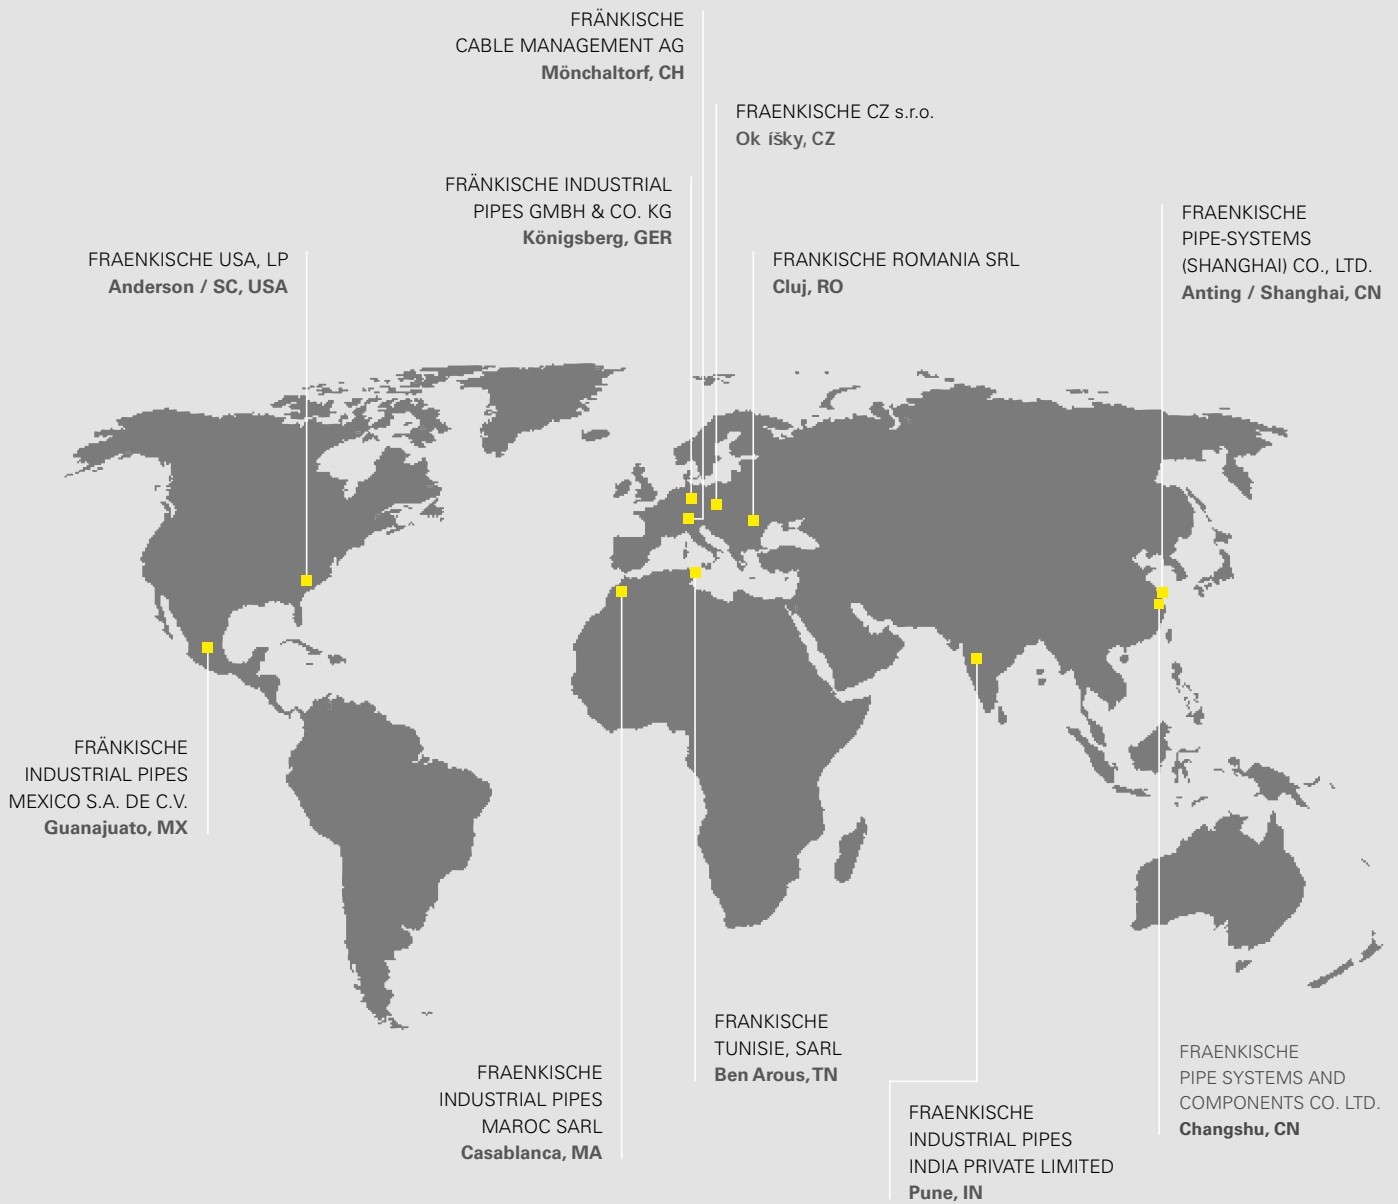 FRÄNKISCHE
CABLE MANAGEMENT AG
Mönchaltorf, CH
FRAENKISCHE CZ s.r.o.
Ok íšky, CZ
FRÄNKISCHE INDUSTRIAL
PIPES GMBH & CO. KG
Königsberg, GER
FRAENKISCHE
PIPE-SYSTEMS
(SHANGHAI) CO., LTD.
Anting / Shanghai, CN
FRAENKISCHE USA, LP
Anderson / SC, USA
FRANKISCHE ROMANIA SRL
Cluj, RO
FRÄNKISCHE
INDUSTRIAL PIPES
MEXICO S.A. DE C.V.
Guanajuato, MX
FRAENKISCHE
INDUSTRIAL PIPES
MAROC SARL
Casablanca, MA
FRANKISCHE
TUNISIE, SARL
Ben Arous, TN
FRAENKISCHE
INDUSTRIAL PIPES
INDIA PRIVATE LIMITED
Pune, IN
FRAENKISCHE
PIPE SYSTEMS AND
COMPONENTS CO. LTD.
Changshu, CN